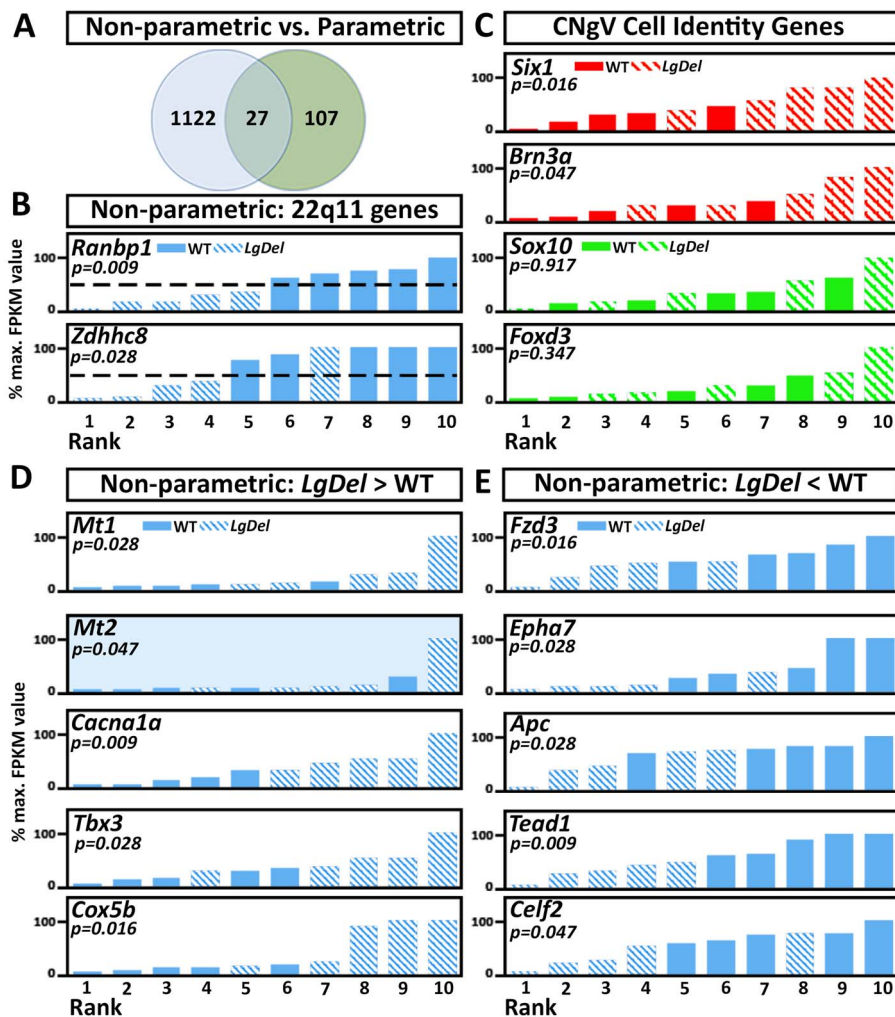 A
Non-parametric vs. Parametric
1122 27 107
B
Non-parametric: 22q11 genes
Ranbp1 WT LgDel
p=0.009
100
0
Zdhhc8
p=0.028
100
0
% max. FPKM value
1 2 3 4 5 6 7 8 9 10
Rank
C
CNgV Cell Identity Genes
Six1 WT LgDel
p=0.016
100
0
Brn3a
p=0.047
100
0
Sox10 WT LgDel
p=0.917
100
0
Foxd3
p=0.347
100
0
1 2 3 4 5 6 7 8 9 10
Rank
D
Non-parametric: LgDel > WT
Mt1 WT LgDel
p=0.028
100
0
Mt2
p=0.047
100
0
Cacna1a
p=0.009
100
0
Tbx3
p=0.028
100
0
Cox5b
p=0.016
100
0
% max. FPKM value
1 2 3 4 5 6 7 8 9 10
Rank
E
Non-parametric: LgDel < WT
Fzd3 WT LgDel
p=0.016
100
0
Epha7
p=0.028
100
0
Apc
p=0.028
100
0
Tead1
p=0.009
100
0
Celf2
p=0.047
100
0
1 2 3 4 5 6 7 8 9 10
Rank